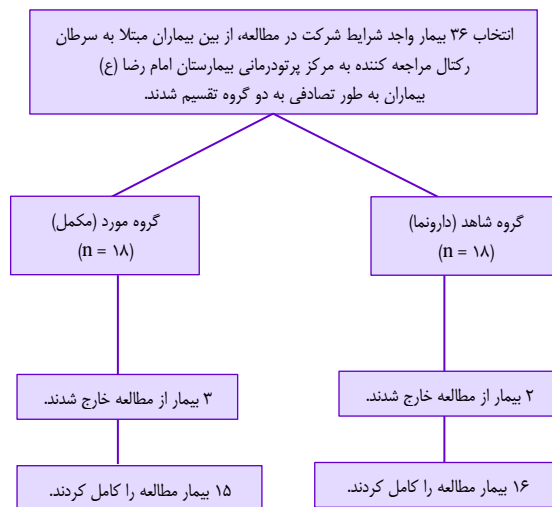 انتخاب ۳۶ بیمار واجد شرایط شرکت در مطالعه، از بین بیماران مبتلا به سرطان
رکتال مراجعه کننده به مرکز پرتودرمانی بیمارستان امام رضا (ع)
بیماران به طور تصادفی به دو گروه تقسیم شدند.
گروه شاهد (دارونما)
(n = ۱۸)
گروه مورد (مکمل)
(n = ۱۸)
۲ بیمار از مطالعه خارج شدند.
۳ بیمار از مطالعه خارج شدند.
۱۶ بیمار مطالعه را کامل کردند.
۱۵ بیمار مطالعه را کامل کردند.